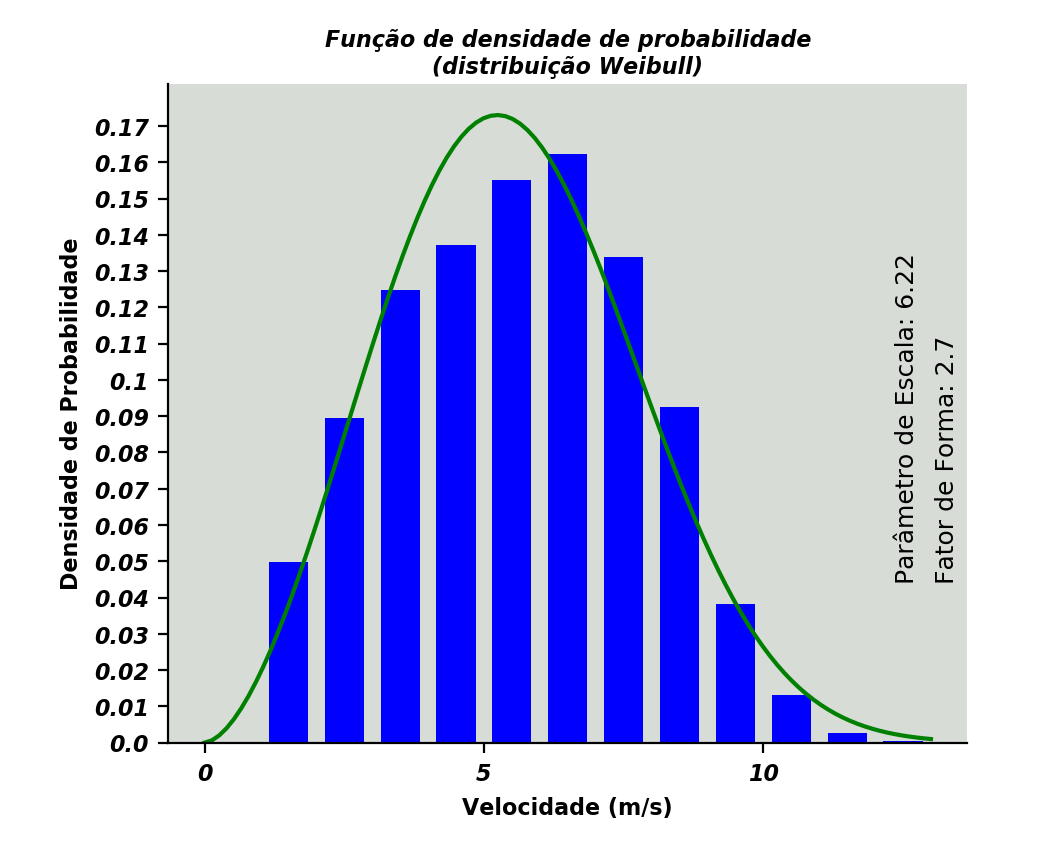 Função de densidade de probabilidade
(distribuição Weibull)
0.17
0.16
0.15
0.14
0.13
0.12
0.11
0.1
0.09
0.08
0.07
0.06
0.05
0.04
0.03
0.02
0.01
0.0
Densidade de Probabilidade
Parâmetro de Escala: 6.22
Fator de Forma: 2.7
0 5 10
Velocidade (m/s)